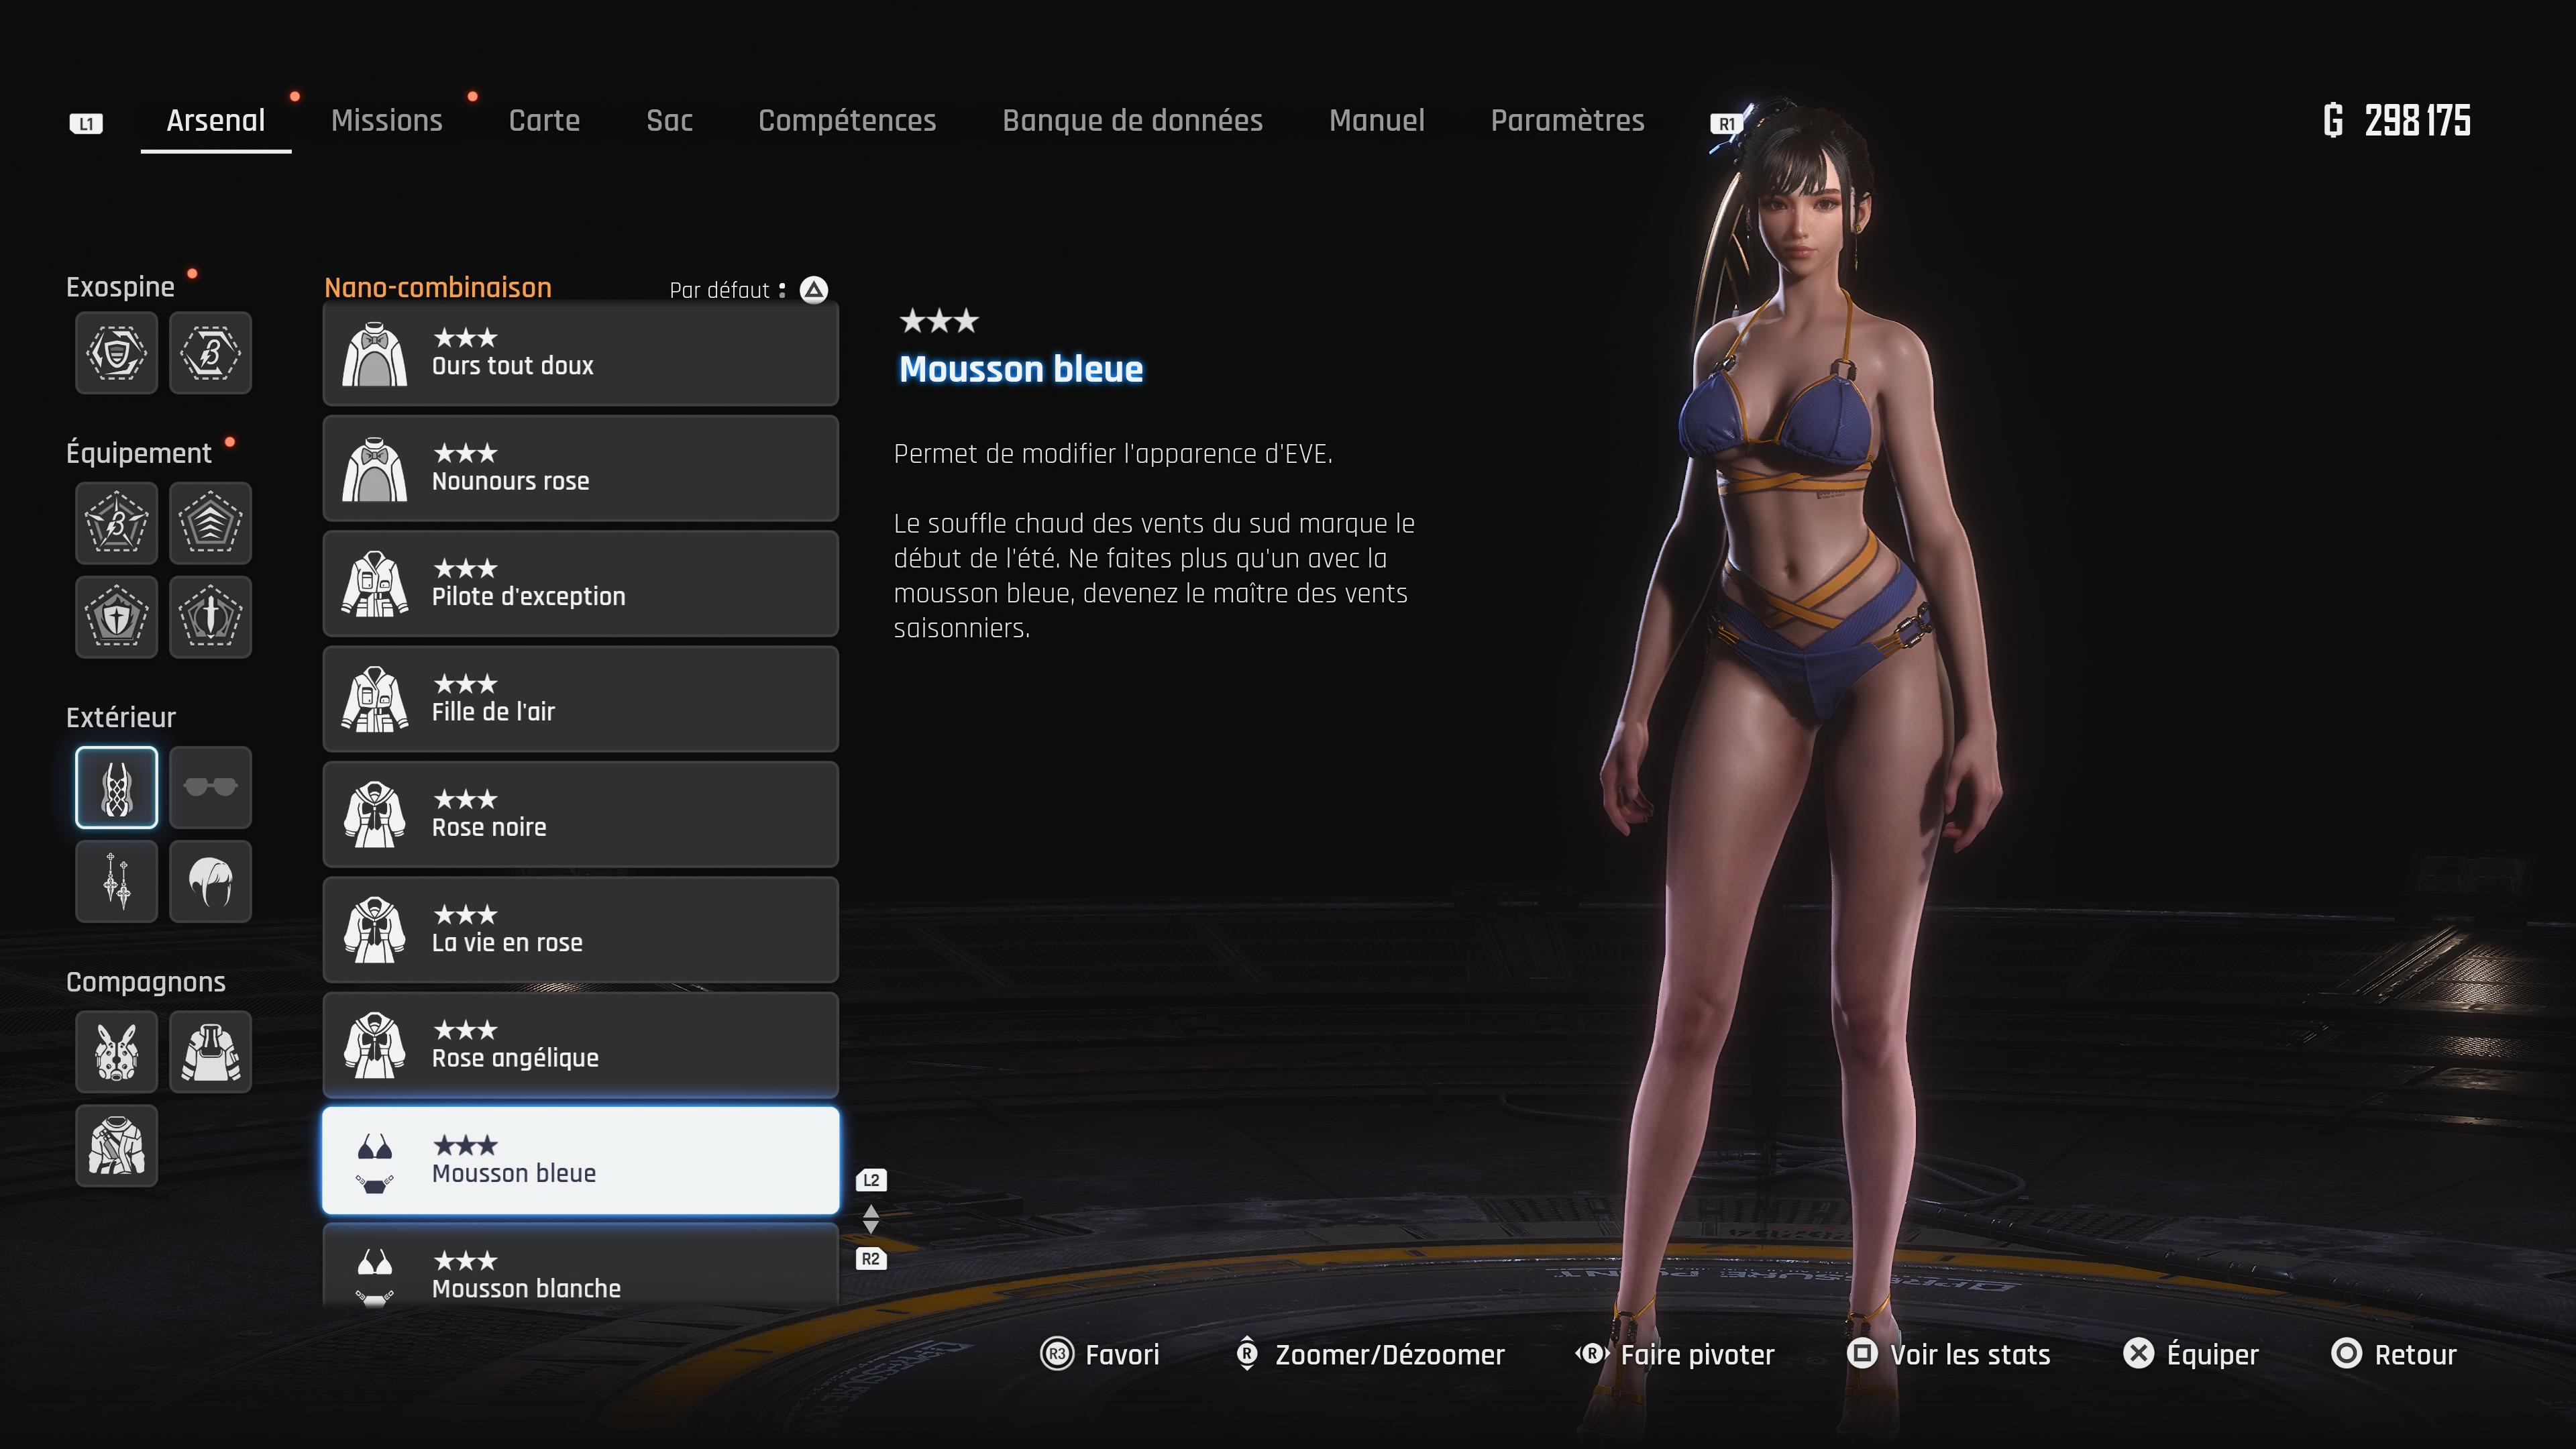 L1 Arsenal Missions Carte Sac Compétences Banque de données Manuel Paramètres R1 G 298 175
Exospine
Équipement
Extérieur
Compagnons
Nano-combinaison Par défaut :
Ours tout doux
Nounours rose
Pilote d'exception
Fille de l'air
Rose noire
La vie en rose
Rose angélique
Mousson bleue
Mousson blanche
L2
R2
Mousson bleue
Permet de modifier l'apparence d'EVE.
Le souffle chaud des vents du sud marque le
début de l'été. Ne faites plus qu'un avec la
mousson bleue, devenez le maître des vents
saisonniers.
R3 Favori R Zoomer/Dézoomer R Faire pivoter Voir les stats Équiper Retour